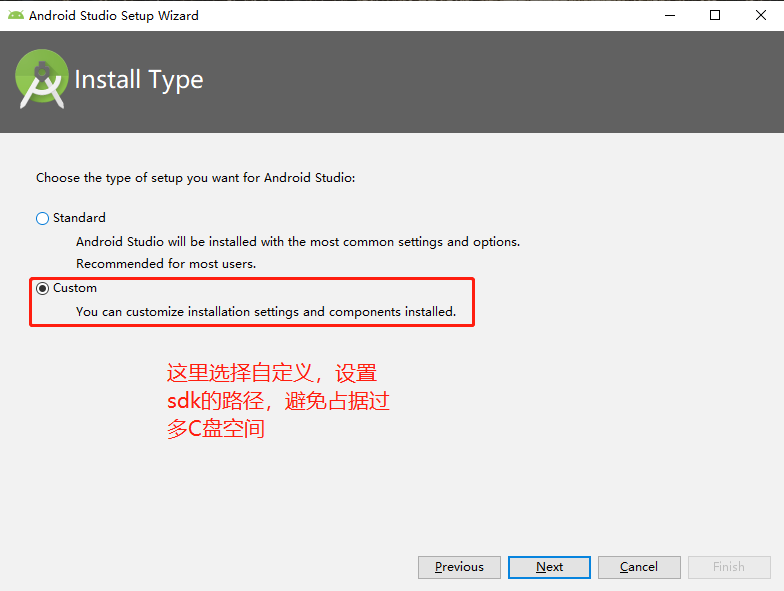 Android Studio Setup Wizard
Install Type
Choose the type of setup you want for Android Studio:
Standard
Android Studio will be installed with the most common settings and options.
Recommended for most users.
Custom
You can customize installation settings and components installed.
这里选择自定义，设置
sdk的路径，避免占据过
多C盘空间
Previous
Next
Cancel
Finish